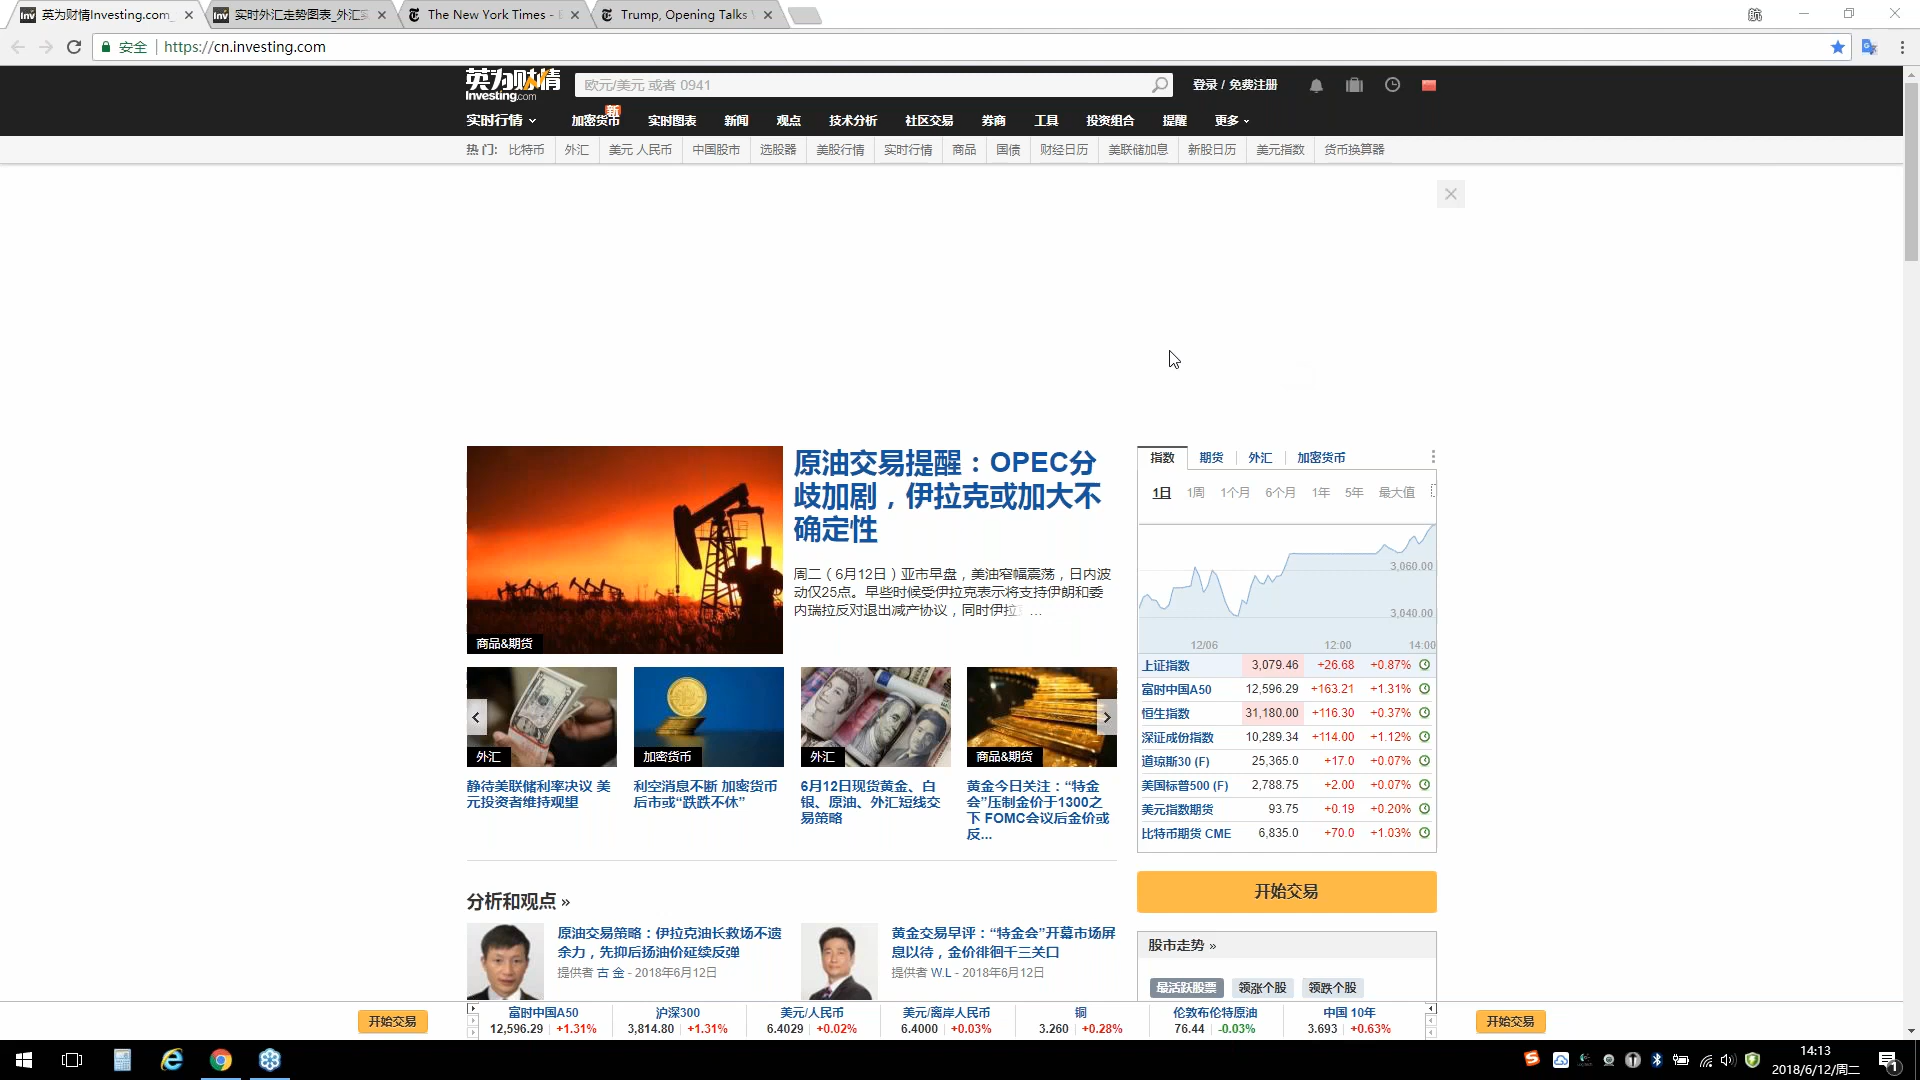 英为财情Investing.com
实时外汇走势图表_外汇实
The New York Times -
Trump, Opening Talks
航
安全
https://cn.investing.com
英为财情
Investing.com
欧元/美元 或者 0941
登录 / 免费注册
实时行情
加密货币
新
实时图表
新闻
观点
技术分析
社区交易
券商
工具
投资组合
提醒
更多
热门:
比特币
外汇
美元 人民币
中国股市
选股器
美股行情
实时行情
商品
国债
财经日历
美联储加息
新股日历
美元指数
货币换算器
商品&期货
原油交易提醒：OPEC分
歧加剧，伊拉克或加大不
确定性
周二（6月12日）亚市早盘，美油窄幅震荡，日内波
动仅25点。早些时候受伊拉克表示将支持伊朗和委
内瑞拉反对退出减产协议，同时伊拉
...
外汇
静待美联储利率决议 美
元投资者维持观望
加密货币
利空消息不断 加密货币
后市或“跌跌不休”
外汇
6月12日现货黄金、白
银、原油、外汇短线交
易策略
商品&期货
黄金今日关注：“特金
会”压制金价于1300之
下 FOMC会议后金价或
反...
分析和观点 »
原油交易策略：伊拉克油长救场不遗
余力，先抑后扬油价延续反弹
提供者 古 金 - 2018年6月12日
黄金交易早评：“特金会”开幕市场屏
息以待，金价徘徊千三关口
提供者 W.L - 2018年6月12日
指数
期货
外汇
加密货币
1日
1周
1个月
6个月
1年
5年
最大值
3,060.00
3,040.00
12/06
12:00
14:00
上证指数 3,079.46 +26.68 +0.87%
富时中国A50 12,596.29 +163.21 +1.31%
恒生指数 31,180.00 +116.30 +0.37%
深证成份指数 10,289.34 +114.00 +1.12%
道琼斯30 (F) 25,365.0 +17.0 +0.07%
美国标普500 (F) 2,788.75 +2.00 +0.07%
美元指数期货 93.75 +0.19 +0.20%
比特币期货 CME 6,835.0 +70.0 +1.03%
开始交易
股市走势 »
最活跃股票
领涨个股
领跌个股
开始交易
富时中国A50
12,596.29 +1.31%
沪深300
3,814.80 +1.31%
美元/人民币
6.4029 +0.02%
美元/离岸人民币
6.4000 +0.03%
铜
3.260 +0.28%
伦敦布伦特原油
76.44 -0.03%
中国 10年
3.693 +0.63%
开始交易
14:13
2018/6/12/周二
1